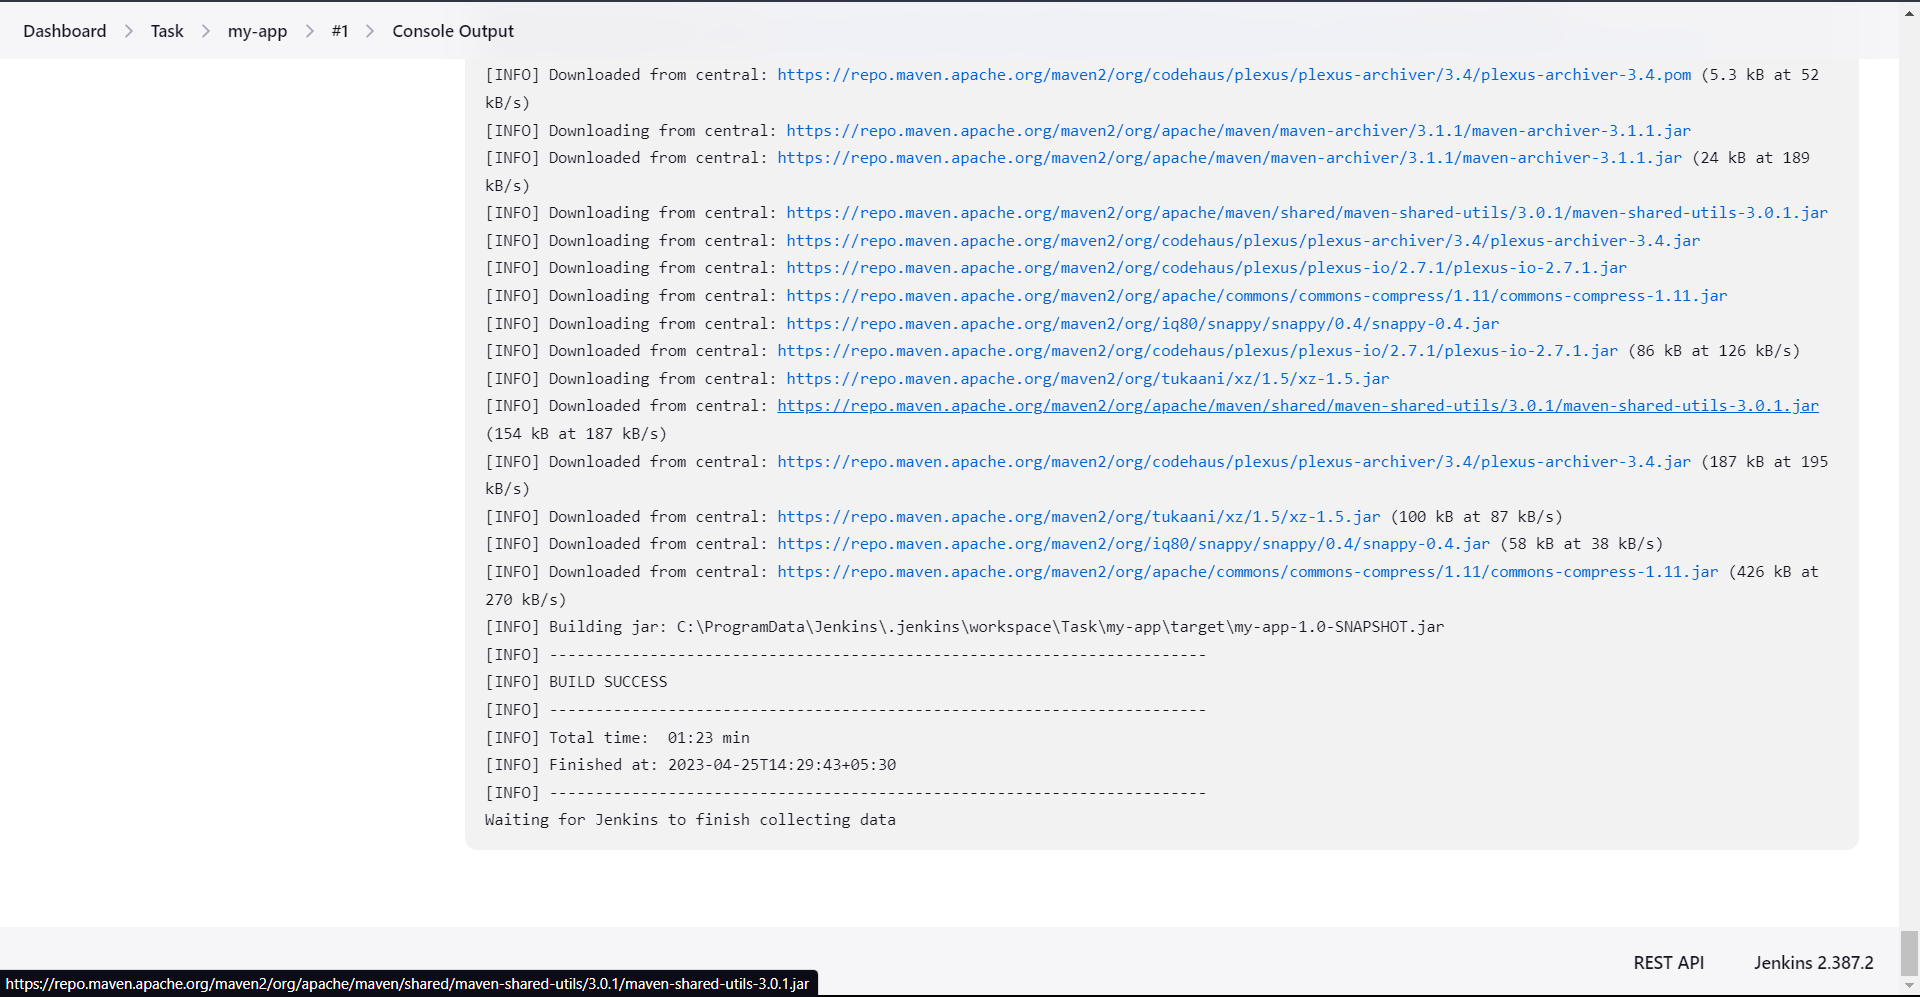 Dashboard > Task > my-app > #1 > Console Output
[INFO] Downloaded from central: https://repo.maven.apache.org/maven2/org/codehaus/plexus/plexus-archiver/3.4/plexus-archiver-3.4.pom (5.3 kB at 52
kB/s)
[INFO] Downloading from central: https://repo.maven.apache.org/maven2/org/apache/maven/maven-archiver/3.1.1/maven-archiver-3.1.1.jar
[INFO] Downloaded from central: https://repo.maven.apache.org/maven2/org/apache/maven/maven-archiver/3.1.1/maven-archiver-3.1.1.jar (24 kB at 189
kB/s)
[INFO] Downloading from central: https://repo.maven.apache.org/maven2/org/apache/maven/shared/maven-shared-utils/3.0.1/maven-shared-utils-3.0.1.jar
[INFO] Downloading from central: https://repo.maven.apache.org/maven2/org/codehaus/plexus/plexus-archiver/3.4/plexus-archiver-3.4.jar
[INFO] Downloading from central: https://repo.maven.apache.org/maven2/org/codehaus/plexus/plexus-io/2.7.1/plexus-io-2.7.1.jar
[INFO] Downloading from central: https://repo.maven.apache.org/maven2/org/apache/commons/commons-compress/1.11/commons-compress-1.11.jar
[INFO] Downloading from central: https://repo.maven.apache.org/maven2/org/iq80/snappy/snappy/0.4/snappy-0.4.jar
[INFO] Downloaded from central: https://repo.maven.apache.org/maven2/org/codehaus/plexus/plexus-io/2.7.1/plexus-io-2.7.1.jar (86 kB at 126 kB/s)
[INFO] Downloading from central: https://repo.maven.apache.org/maven2/org/tukaani/xz/1.5/xz-1.5.jar
[INFO] Downloaded from central: https://repo.maven.apache.org/maven2/org/apache/maven/shared/maven-shared-utils/3.0.1/maven-shared-utils-3.0.1.jar
(154 kB at 187 kB/s)
[INFO] Downloaded from central: https://repo.maven.apache.org/maven2/org/codehaus/plexus/plexus-archiver/3.4/plexus-archiver-3.4.jar (187 kB at 195
kB/s)
[INFO] Downloaded from central: https://repo.maven.apache.org/maven2/org/tukaani/xz/1.5/xz-1.5.jar (100 kB at 87 kB/s)
[INFO] Downloaded from central: https://repo.maven.apache.org/maven2/org/iq80/snappy/snappy/0.4/snappy-0.4.jar (58 kB at 38 kB/s)
[INFO] Downloaded from central: https://repo.maven.apache.org/maven2/org/apache/commons/commons-compress/1.11/commons-compress-1.11.jar (426 kB at
270 kB/s)
[INFO] Building jar: C:\ProgramData\Jenkins\.jenkins\workspace\Task\my-app\target\my-app-1.0-SNAPSHOT.jar
[INFO] ------------------------------------------------------------------------
[INFO] BUILD SUCCESS
[INFO] ------------------------------------------------------------------------
[INFO] Total time:  01:23 min
[INFO] Finished at: 2023-04-25T14:29:43+05:30
[INFO] ------------------------------------------------------------------------
Waiting for Jenkins to finish collecting data
REST API Jenkins 2.387.2
https://repo.maven.apache.org/maven2/org/apache/maven/shared/maven-shared-utils/3.0.1/maven-shared-utils-3.0.1.jar